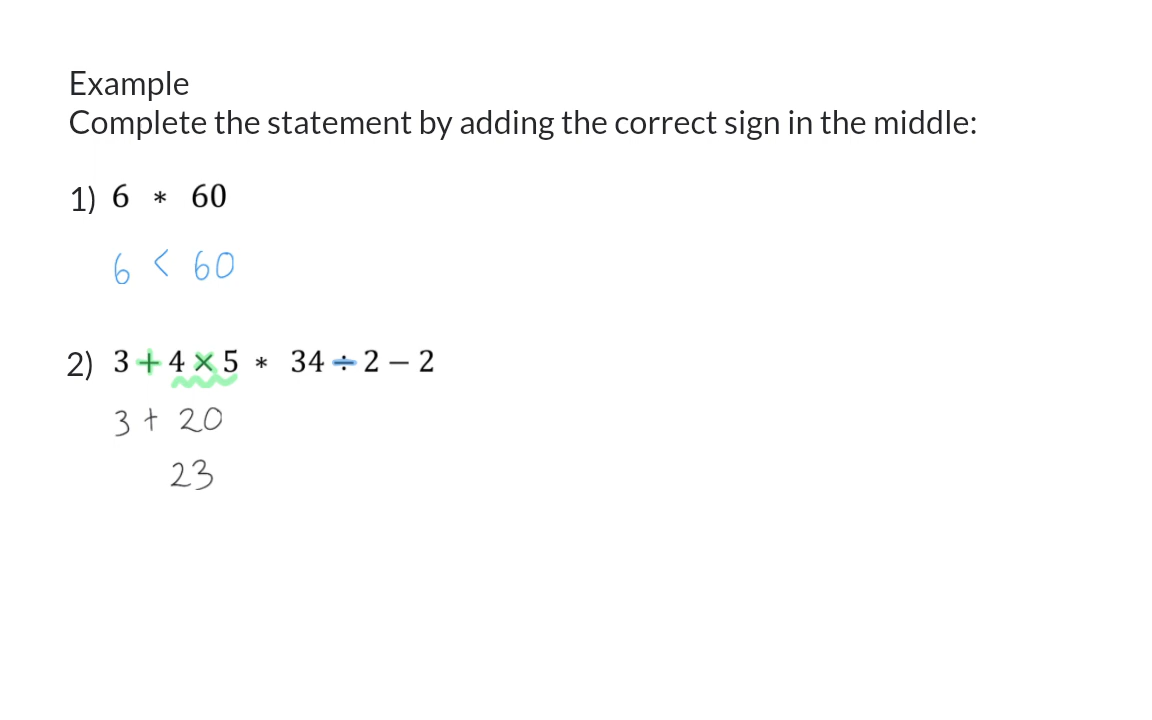 Example
Complete the statement by adding the correct sign in the middle:
1) 6 * 60
6 < 60
2) 3 + 4 × 5 * 34 ÷ 2 − 2
3 + 20
23